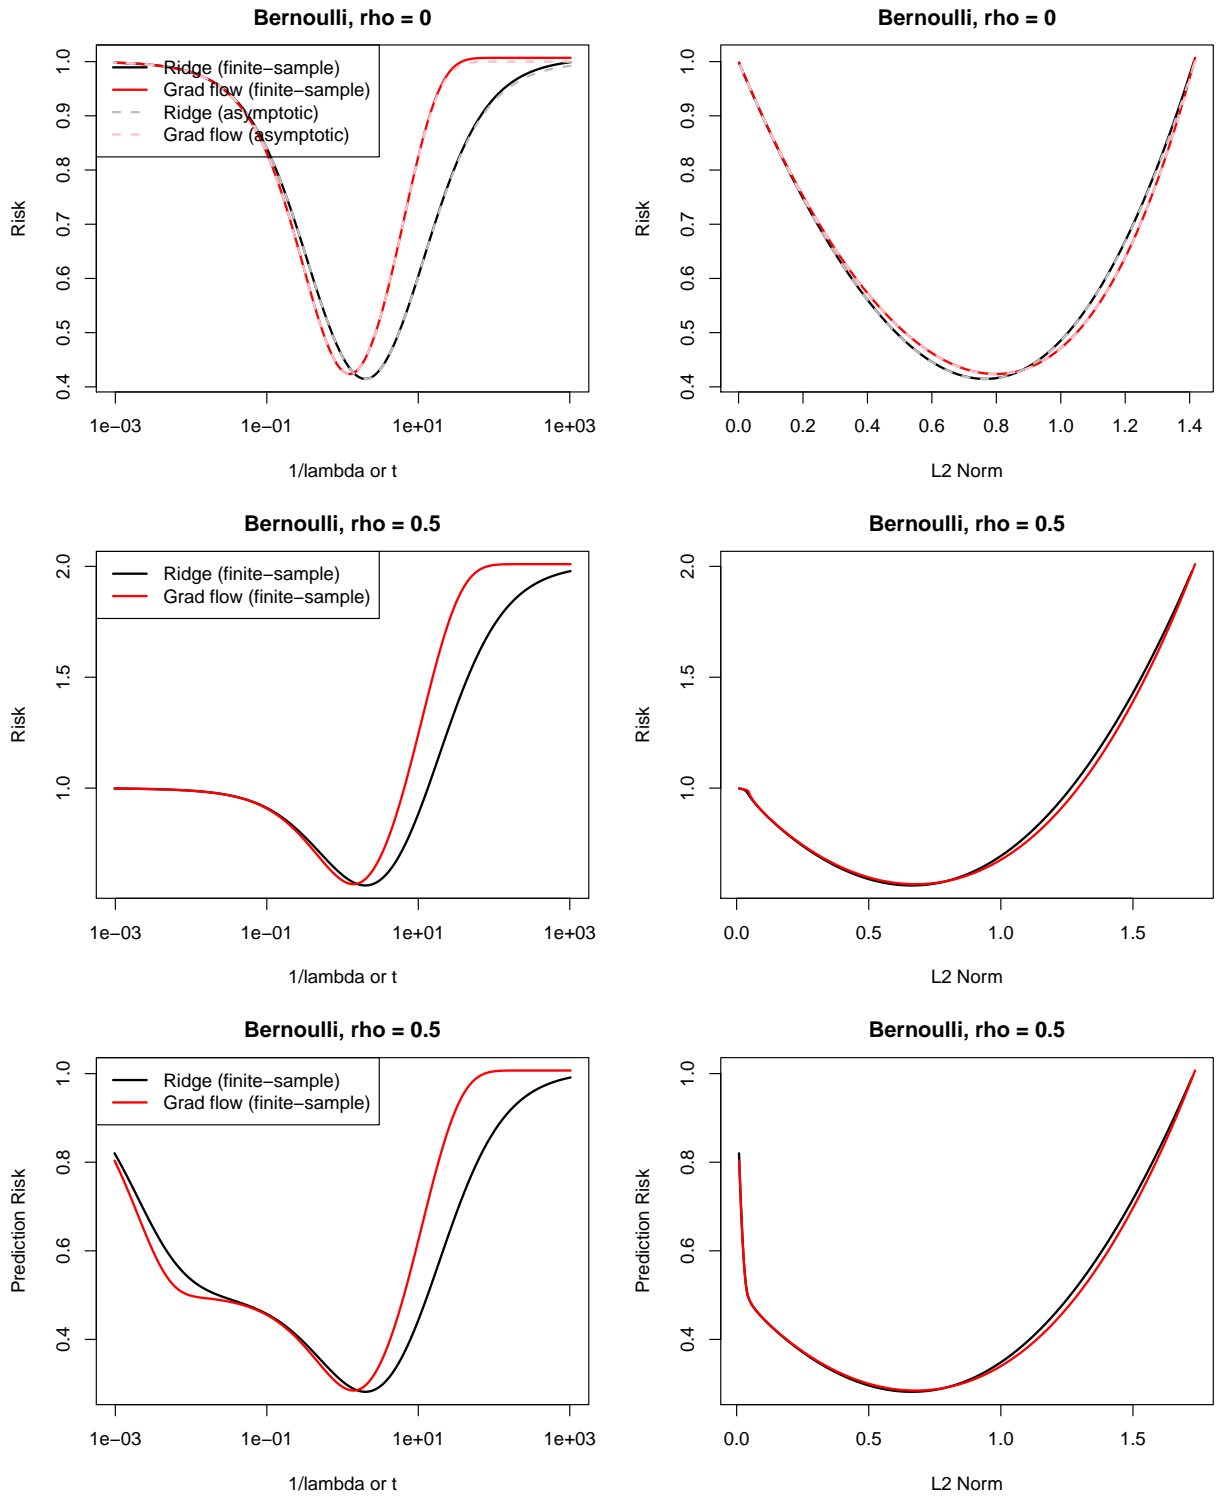 Bernoulli, rho = 0
Risk
1.0
0.9
0.8
0.7
0.6
0.5
0.4
Ridge (finite−sample)
Grad flow (finite−sample)
Ridge (asymptotic)
Grad flow (asymptotic)
1e−03 1e−01 1e+01 1e+03
1/lambda or t
Bernoulli, rho = 0
Risk
1.0
0.9
0.8
0.7
0.6
0.5
0.4
0.0 0.2 0.4 0.6 0.8 1.0 1.2 1.4
L2 Norm
Bernoulli, rho = 0.5
Risk
2.0
1.5
1.0
Ridge (finite−sample)
Grad flow (finite−sample)
1e−03 1e−01 1e+01 1e+03
1/lambda or t
Bernoulli, rho = 0.5
Risk
2.0
1.5
1.0
0.0 0.5 1.0 1.5
L2 Norm
Bernoulli, rho = 0.5
Prediction Risk
1.0
0.8
0.6
0.4
Ridge (finite−sample)
Grad flow (finite−sample)
1e−03 1e−01 1e+01 1e+03
1/lambda or t
Bernoulli, rho = 0.5
Prediction Risk
1.0
0.8
0.6
0.4
0.0 0.5 1.0 1.5
L2 Norm